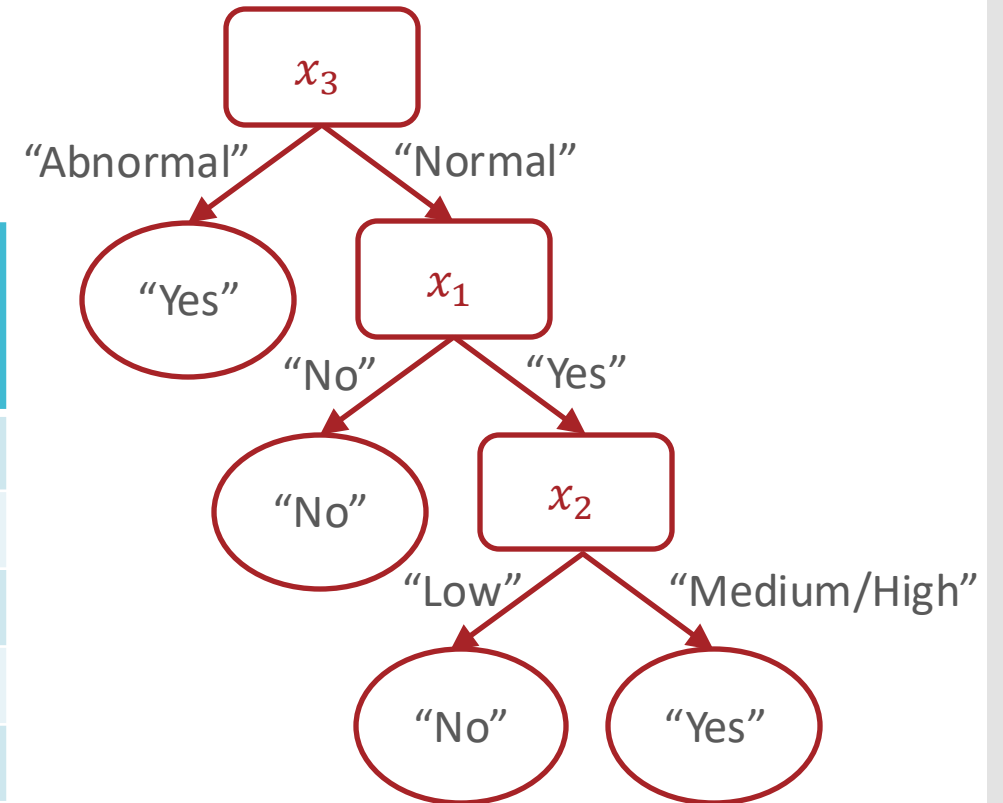 x₃
“Abnormal” “Normal”
“Yes” x₁
“No” “Yes”
“No” x₂
“Low” “Medium/High”
“No” “Yes”